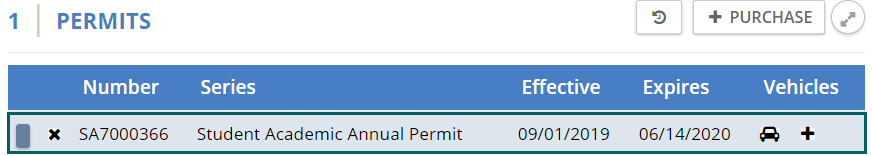 1 PERMITS PURCHASE
Number Series Effective Expires Vehicles
SA7000366 Student Academic Annual Permit 09/01/2019 06/14/2020